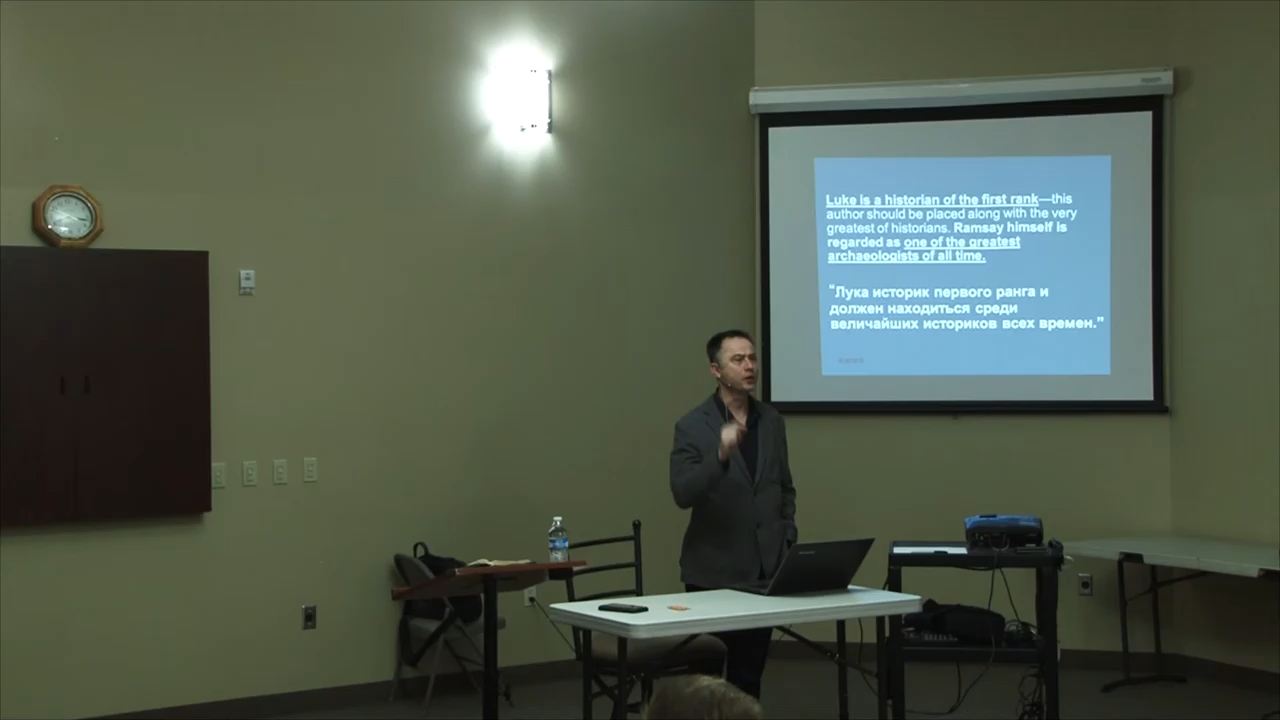 Luke is a historian of the first rank—this
author should be placed along with the very
greatest of historians. Ramsay himself is
regarded as one of the greatest
archaeologists of all time.
“Лука историк первого ранга и
должен находиться среди
величайших историков всех времен.”